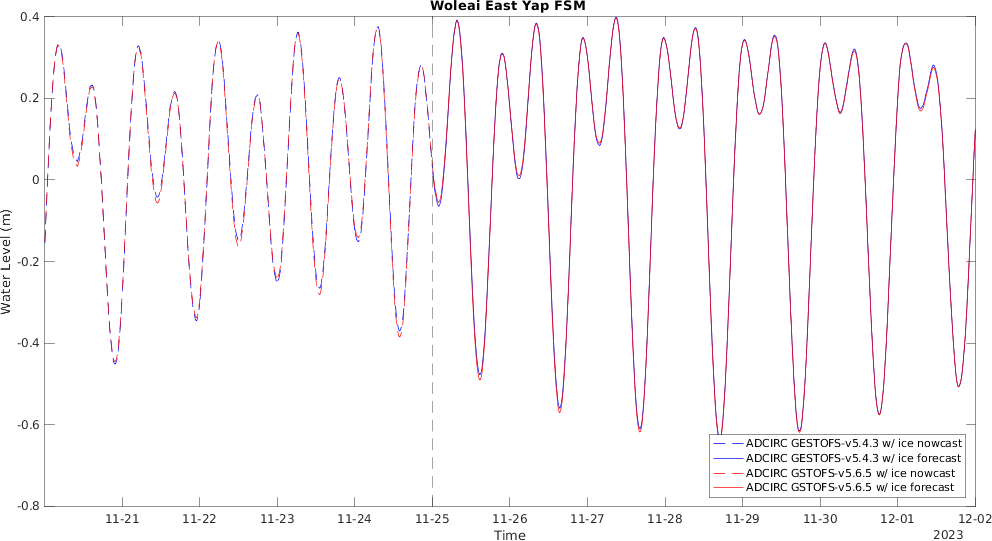 Woleai East Yap FSM
0.4
0.2
0
-0.2
-0.4
-0.6
-0.8
Water Level (m)
ADCIRC GESTOFS-v5.4.3 w/ ice nowcast
ADCIRC GESTOFS-v5.4.3 w/ ice forecast
ADCIRC GSTOFS-v5.6.5 w/ ice nowcast
ADCIRC GSTOFS-v5.6.5 w/ ice forecast
11-21 11-22 11-23 11-24 11-25 11-26 11-27 11-28 11-29 11-30 12-01 12-02
Time
2023